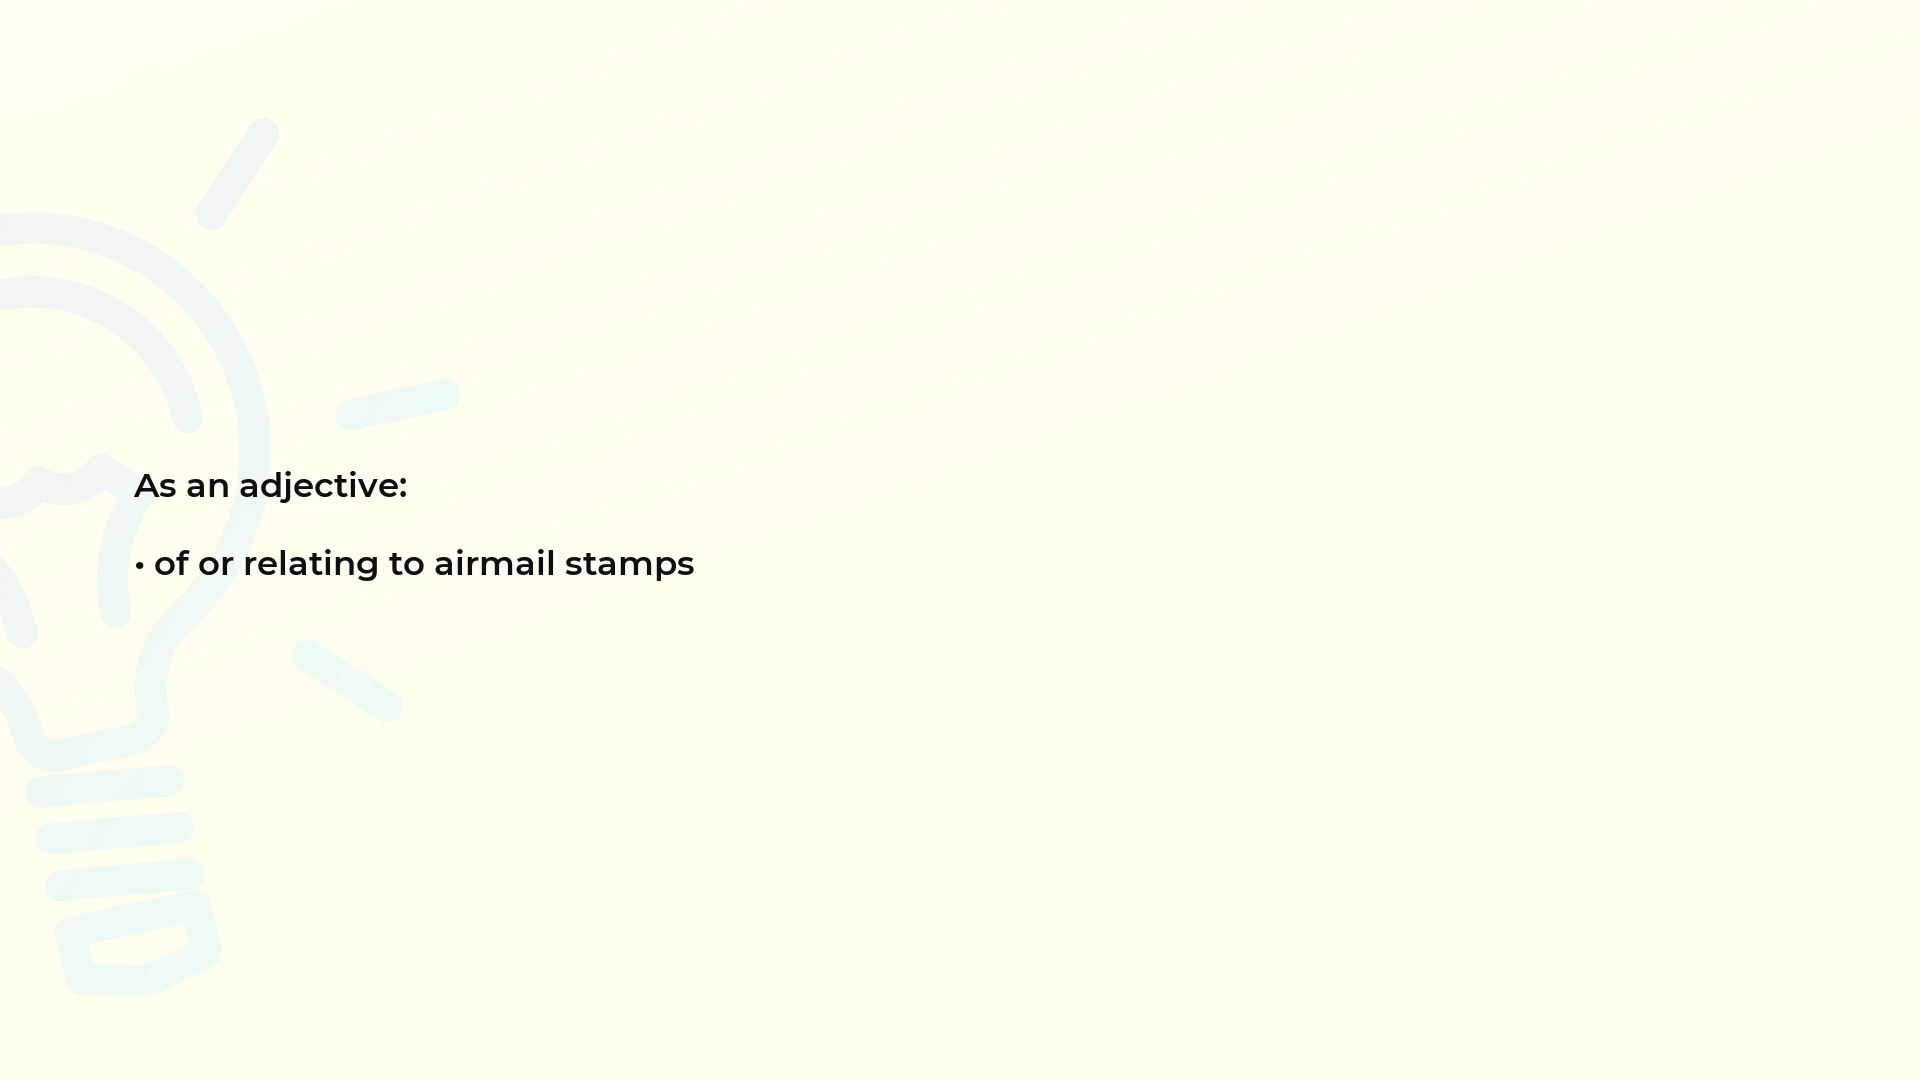 As an adjective:
• of or relating to airmail stamps